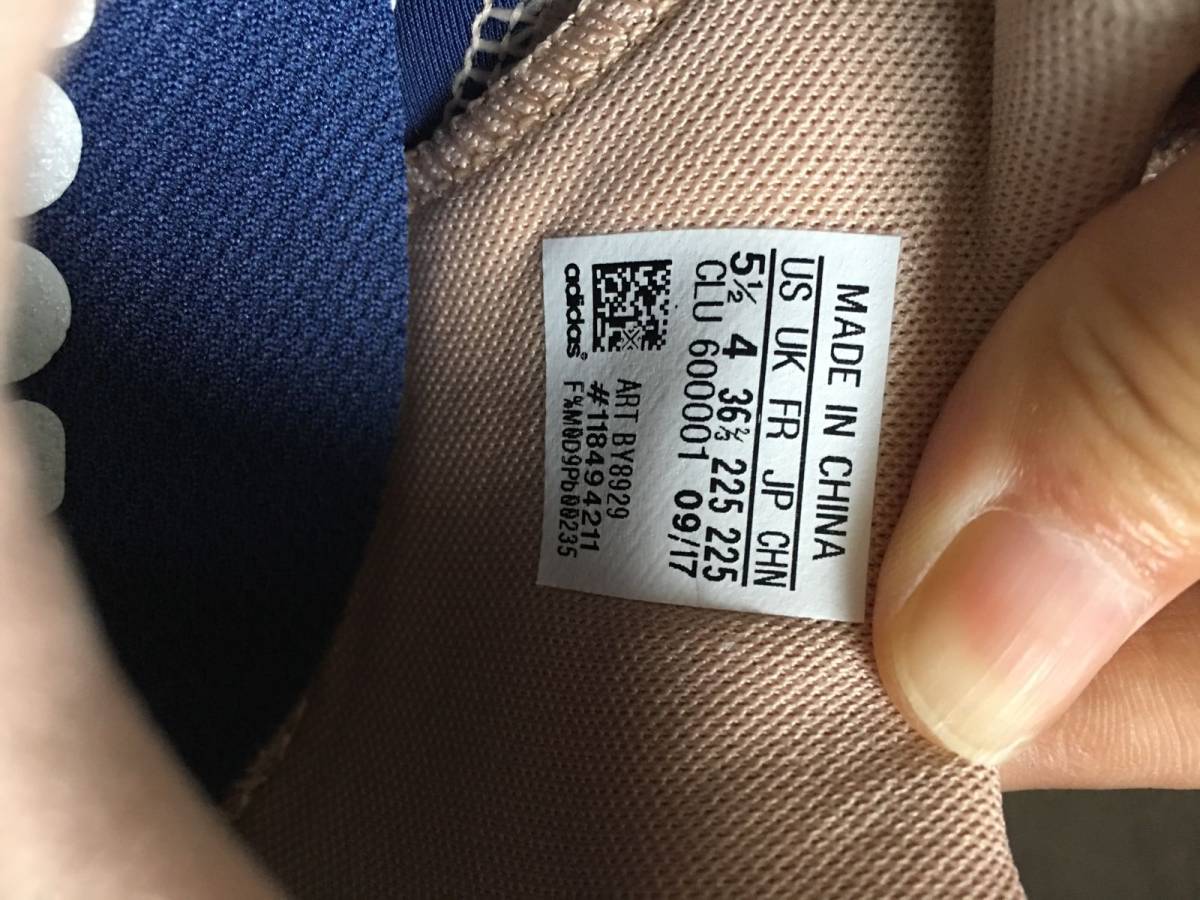 MADE IN CHINA
US UK FR JP CHN
5½ 4 36⅔ 225 225
CLU 600001 09/17
adidas®
ART BY8929
#118494211
F%M0D9Pb00235